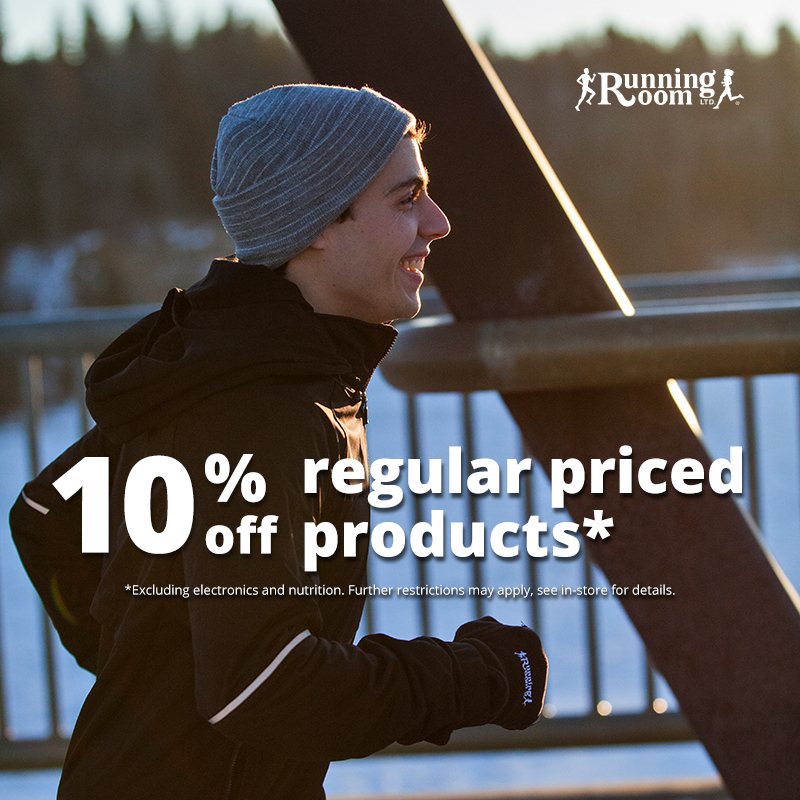 Running
Room LTD.®
10% off
regular priced
products*
*Excluding electronics and nutrition. Further restrictions may apply, see in-store for details.
Running